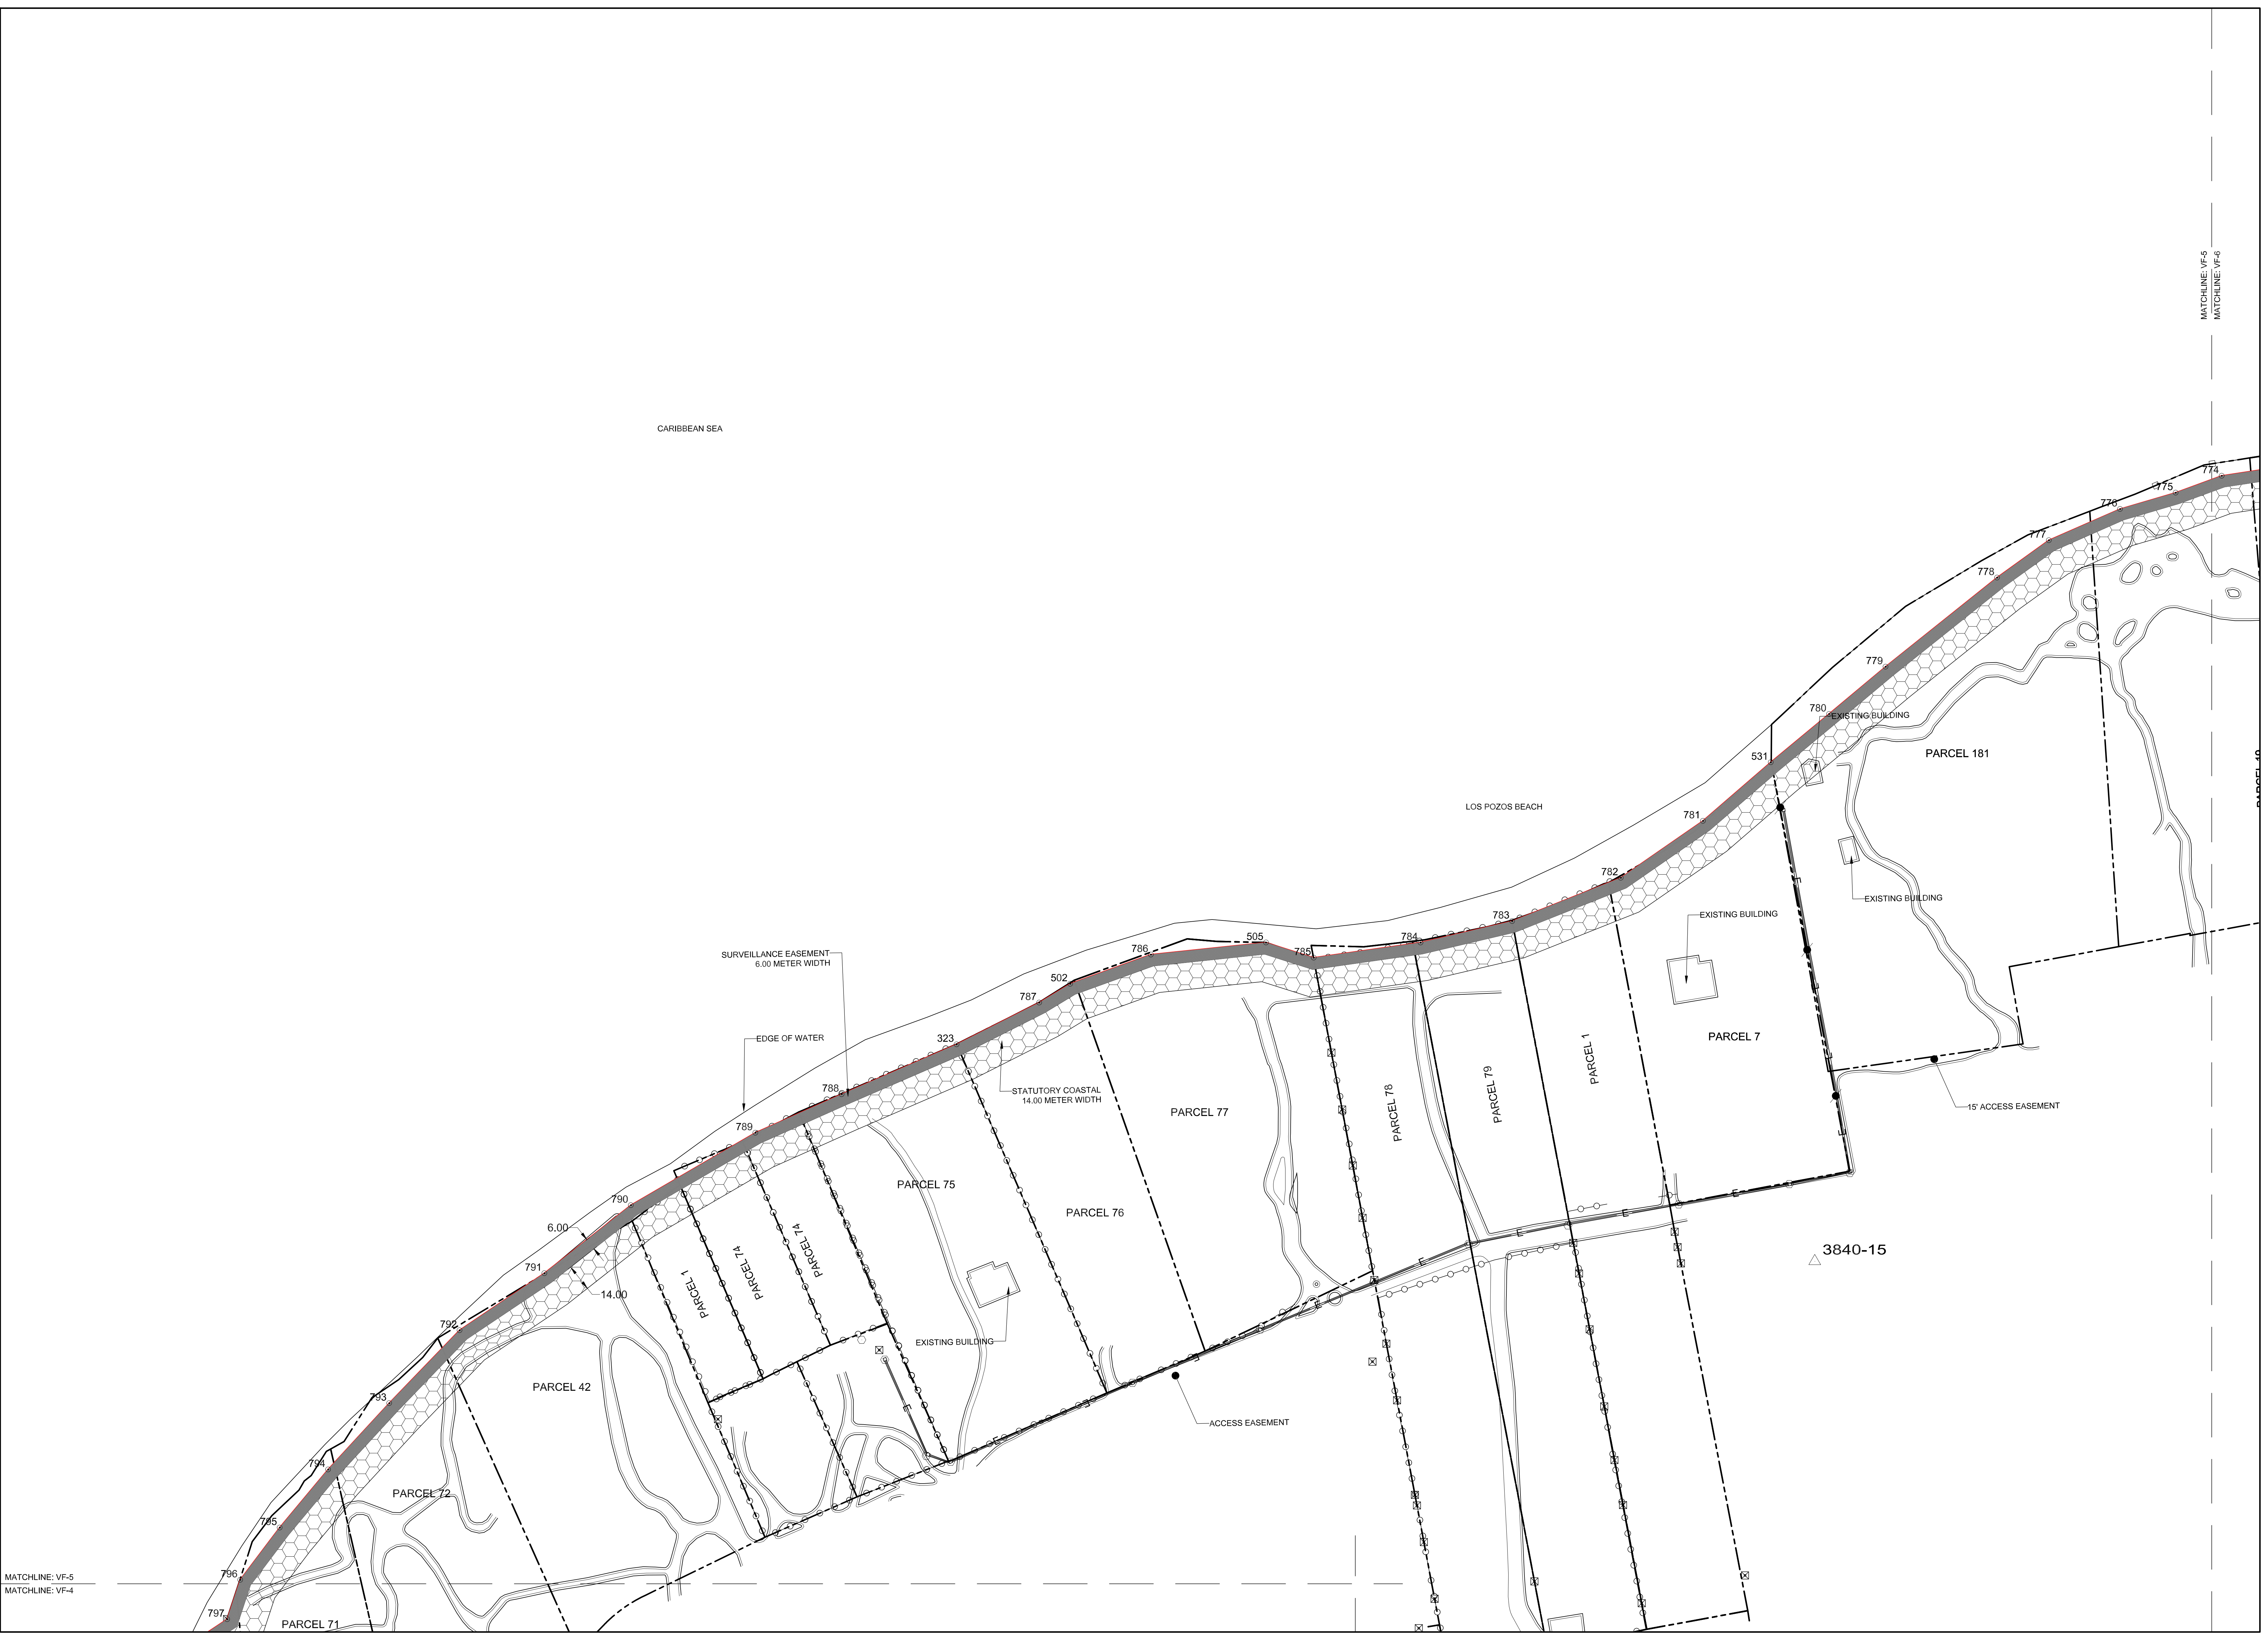 MATCHLINE: VF-5
MATCHLINE: VF-6
CARIBBEAN SEA
774
775
776
777
778
779
780
EXISTING BUILDING
531
PARCEL 181
LOS POZOS BEACH
781
782
783
784
785
505
786
502
787
323
788
789
790
791
792
793
794
795
796
797
EXISTING BUILDING
EXISTING BUILDING
SURVEILLANCE EASEMENT
6.00 METER WIDTH
EDGE OF WATER
STATUTORY COASTAL
14.00 METER WIDTH
PARCEL 7
PARCEL 1
PARCEL 79
PARCEL 78
PARCEL 77
PARCEL 76
PARCEL 75
PARCEL 74
PARCEL 74
PARCEL 1
15' ACCESS EASEMENT
6.00
14.00
3840-15
EXISTING BUILDING
PARCEL 42
ACCESS EASEMENT
PARCEL 72
PARCEL 71
MATCHLINE: VF-5
MATCHLINE: VF-4
E
E
E
E
E
E
E
E
E
E
E
E
E